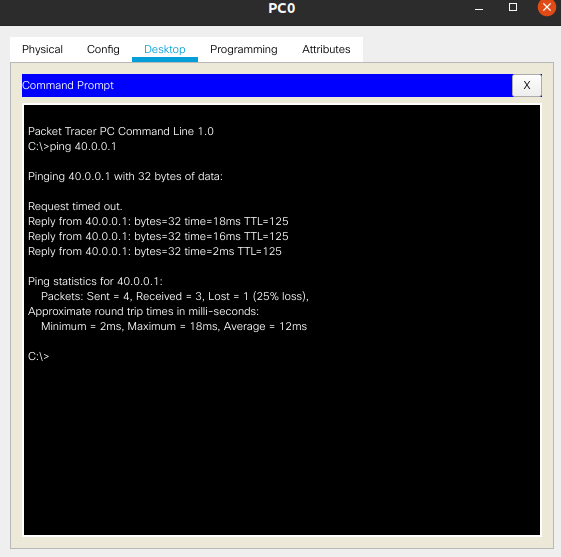 PC0
Physical Config Desktop Programming Attributes
Command Prompt X
Packet Tracer PC Command Line 1.0
C:\>ping 40.0.0.1
Pinging 40.0.0.1 with 32 bytes of data:
Request timed out.
Reply from 40.0.0.1: bytes=32 time=18ms TTL=125
Reply from 40.0.0.1: bytes=32 time=16ms TTL=125
Reply from 40.0.0.1: bytes=32 time=2ms TTL=125
Ping statistics for 40.0.0.1:
Packets: Sent = 4, Received = 3, Lost = 1 (25% loss),
Approximate round trip times in milli-seconds:
Minimum = 2ms, Maximum = 18ms, Average = 12ms
C:\>